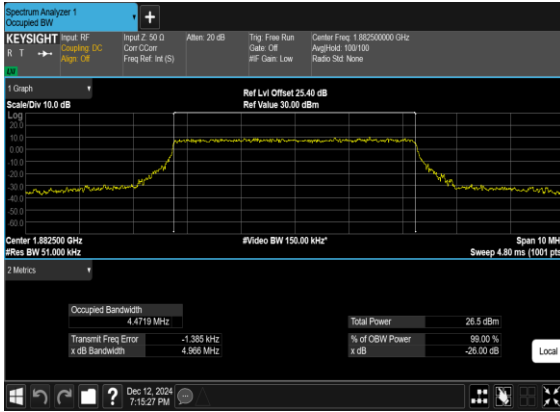 Spectrum Analyzer 1
Occupied BW
+
KEYSIGHT
R T
Input: RF
Coupling: DC
Align: Off
Input Z: 50 Ω
Corr CCorr
Freq Ref: Int (S)
Atten: 20 dB
Trig: Free Run
Gate: Off
#IF Gain: Low
Center Freq: 1.882500000 GHz
Avg|Hold: 100/100
Radio Std: None
1 Graph
Scale/Div 10.0 dB
Ref Lvl Offset 25.40 dB
Ref Value 30.00 dBm
Log
20.0
10.0
0.00
-10.0
-20.0
-30.0
-40.0
-50.0
-60.0
Center 1.882500 GHz
#Res BW 51.000 kHz
#Video BW 150.00 kHz*
Span 10 MH
Sweep 4.80 ms (1001 pts
2 Metrics
Occupied Bandwidth
4.4719 MHz
Total Power 26.5 dBm
Transmit Freq Error -1.385 kHz
x dB Bandwidth 4.966 MHz
% of OBW Power 99.00 %
x dB -26.00 dB
Local
?
Dec 12, 2024
7:15:27 PM